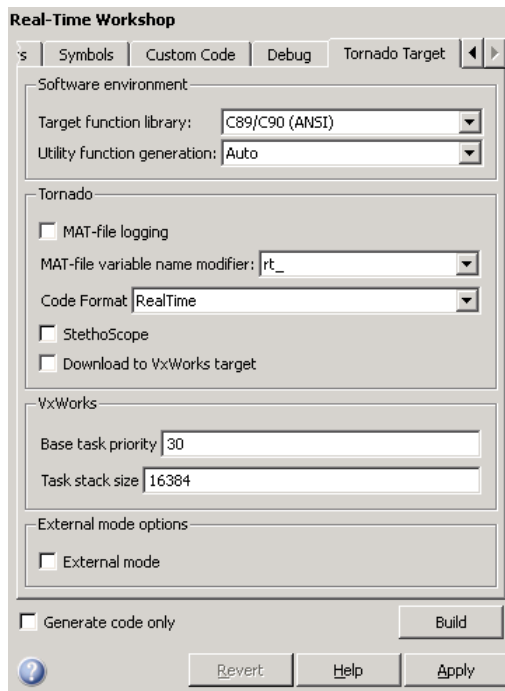 Real-Time Workshop
s Symbols Custom Code Debug Tornado Target
Software environment
Target function library: C89/C90 (ANSI)
Utility function generation: Auto
Tornado
MAT-file logging
MAT-file variable name modifier: rt_
Code Format RealTime
StethoScope
Download to VxWorks target
VxWorks
Base task priority 30
Task stack size 16384
External mode options
External mode
Generate code only Build
? Revert Help Apply